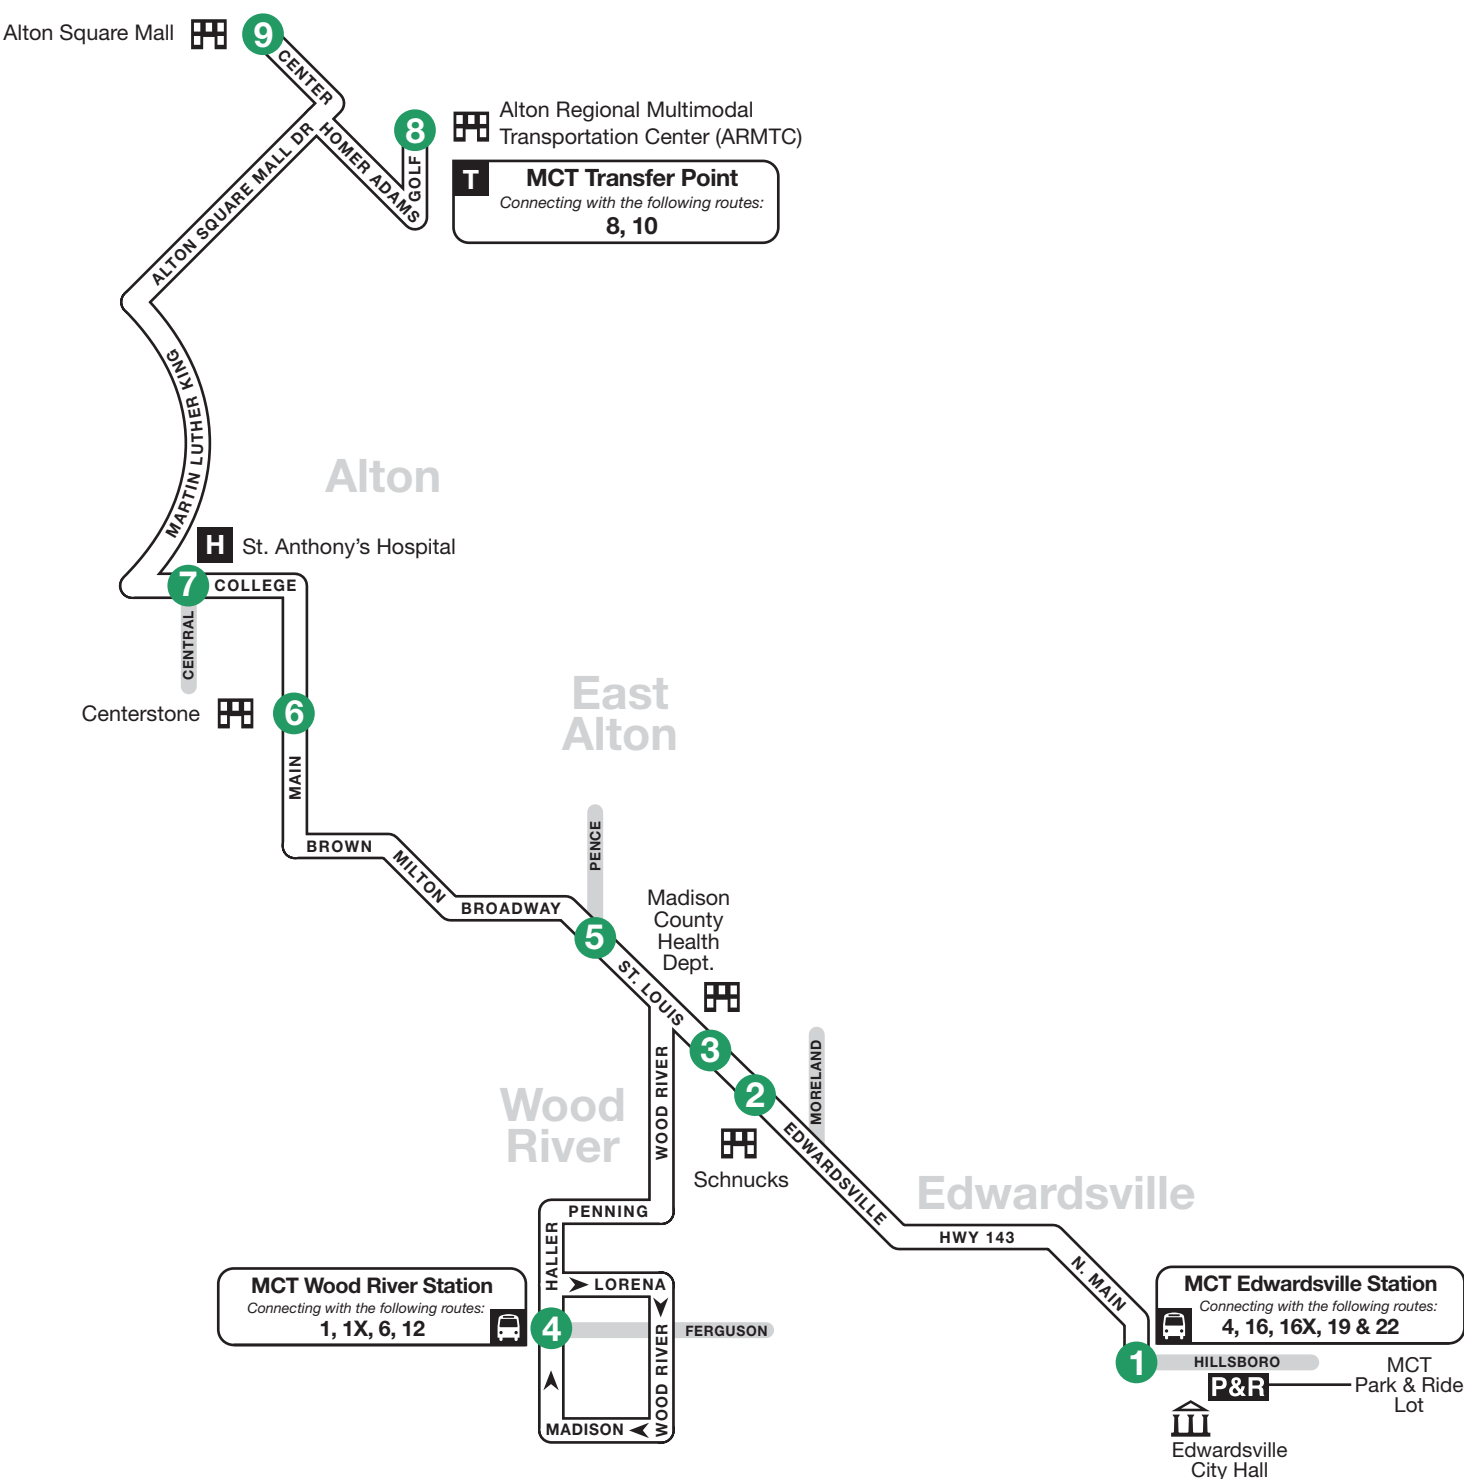 Alton Square Mall
9
CENTER
Alton Regional Multimodal
Transportation Center (ARMTC)
8
HOMER ADAMS
GOLF
T
MCT Transfer Point
Connecting with the following routes:
8, 10
ALTON SQUARE MALL DR
MARTIN LUTHER KING
Alton
H
St. Anthony's Hospital
7
COLLEGE
CENTRAL
Centerstone
6
East
Alton
MAIN
BROWN
MILTON
BROADWAY
PENCE
5
Madison
County
Health
Dept.
ST. LOUIS
3
2
MORELAND
WOOD RIVER
Wood
River
Schnucks
EDWARDSVILLE
Edwardsville
PENNING
HWY 143
HALLER
N. MAIN
MCT Wood River Station
Connecting with the following routes:
1, 1X, 6, 12
LORENA
4
FERGUSON
WOOD RIVER
MADISON
MCT Edwardsville Station
Connecting with the following routes:
4, 16, 16X, 19 & 22
1
HILLSBORO
P&R
MCT
Park & Ride
Lot
Edwardsville
City Hall